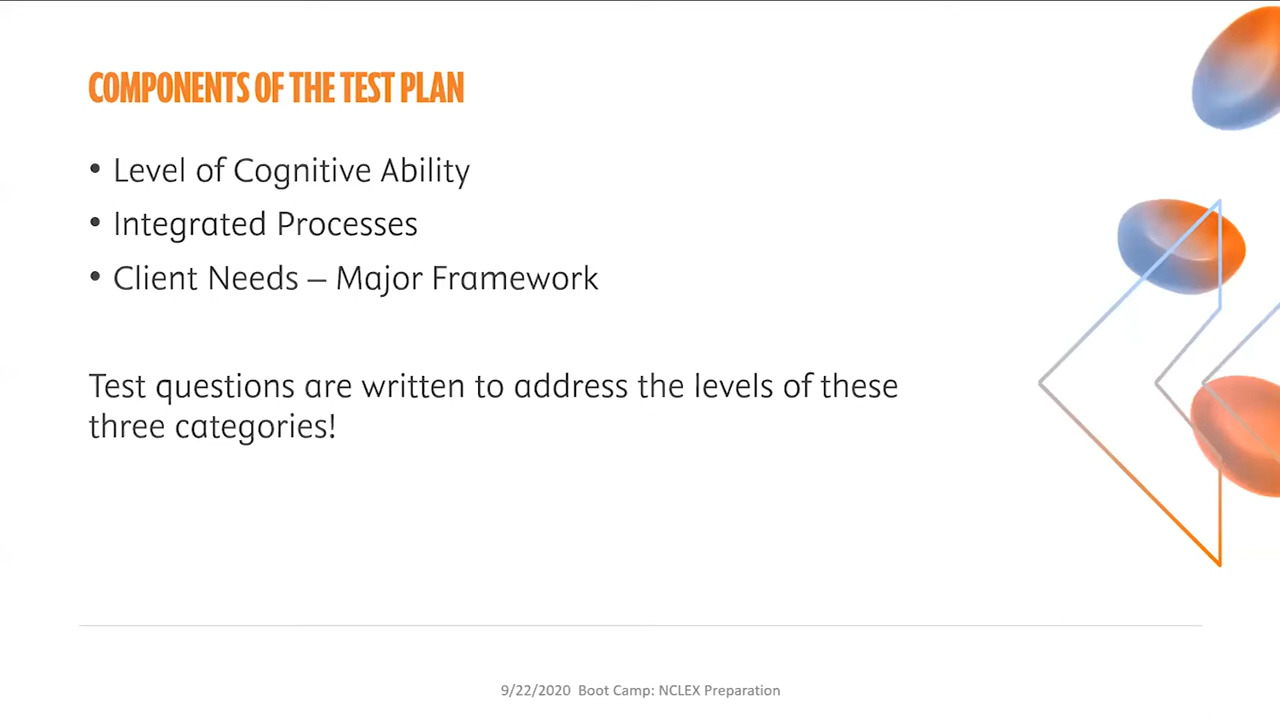 COMPONENTS OF THE TEST PLAN
• Level of Cognitive Ability
• Integrated Processes
• Client Needs – Major Framework
Test questions are written to address the levels of these
three categories!
9/22/2020 Boot Camp: NCLEX Preparation